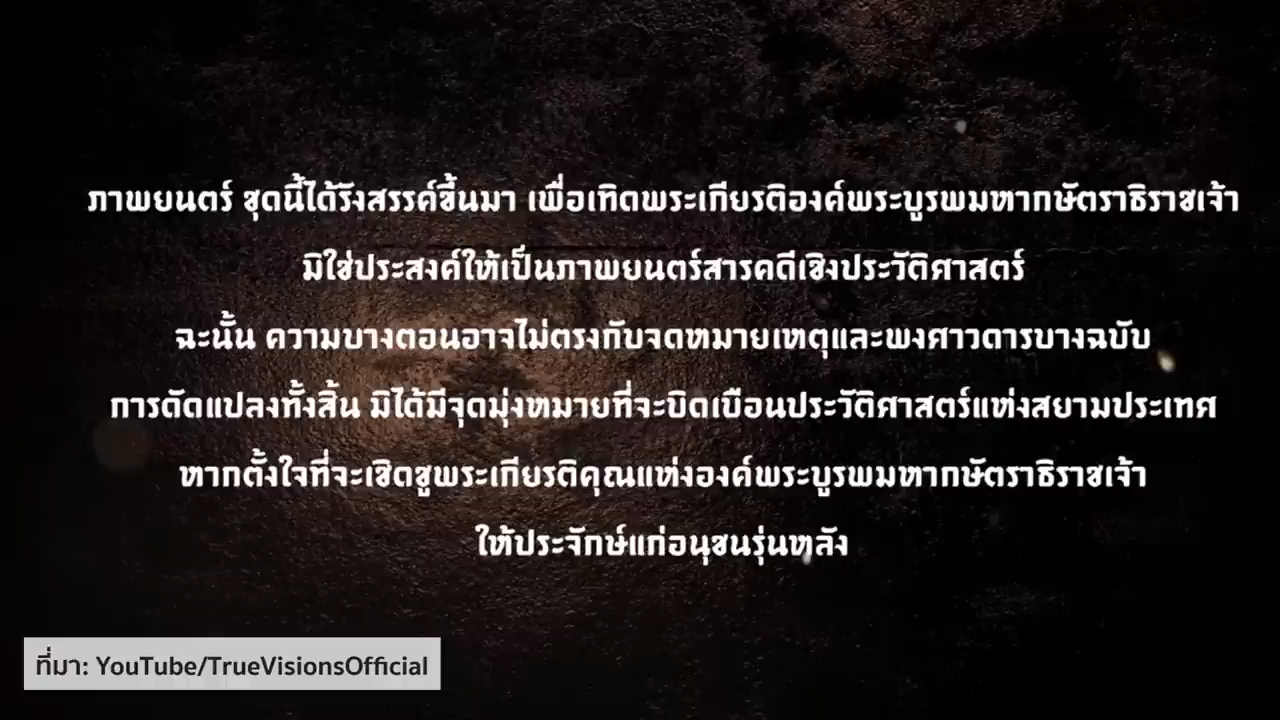 ภาพยนตร์ ชุดนี้ได้รังสรรค์ขึ้นมา เพื่อเทิดพระเกียรติองค์พระบูรพมหากษัตราธิราชเจ้า
มิใช่ประสงค์ให้เป็นภาพยนตร์สารคดีเชิงประวัติศาสตร์
ฉะนั้น ความบางตอนอาจไม่ตรงกับจดหมายเหตุและพงศาวดารบางฉบับ
การดัดแปลงทั้งสิ้น มิได้มีจุดมุ่งหมายที่จะบิดเบือนประวัติศาสตร์แห่งสยามประเทศ
หากตั้งใจที่จะเชิดชูพระเกียรติคุณแห่งองค์พระบูรพมหากษัตราธิราชเจ้า
ให้ประจักษ์แก่อนุชนรุ่นหลัง
ที่มา: YouTube/TrueVisionsOfficial